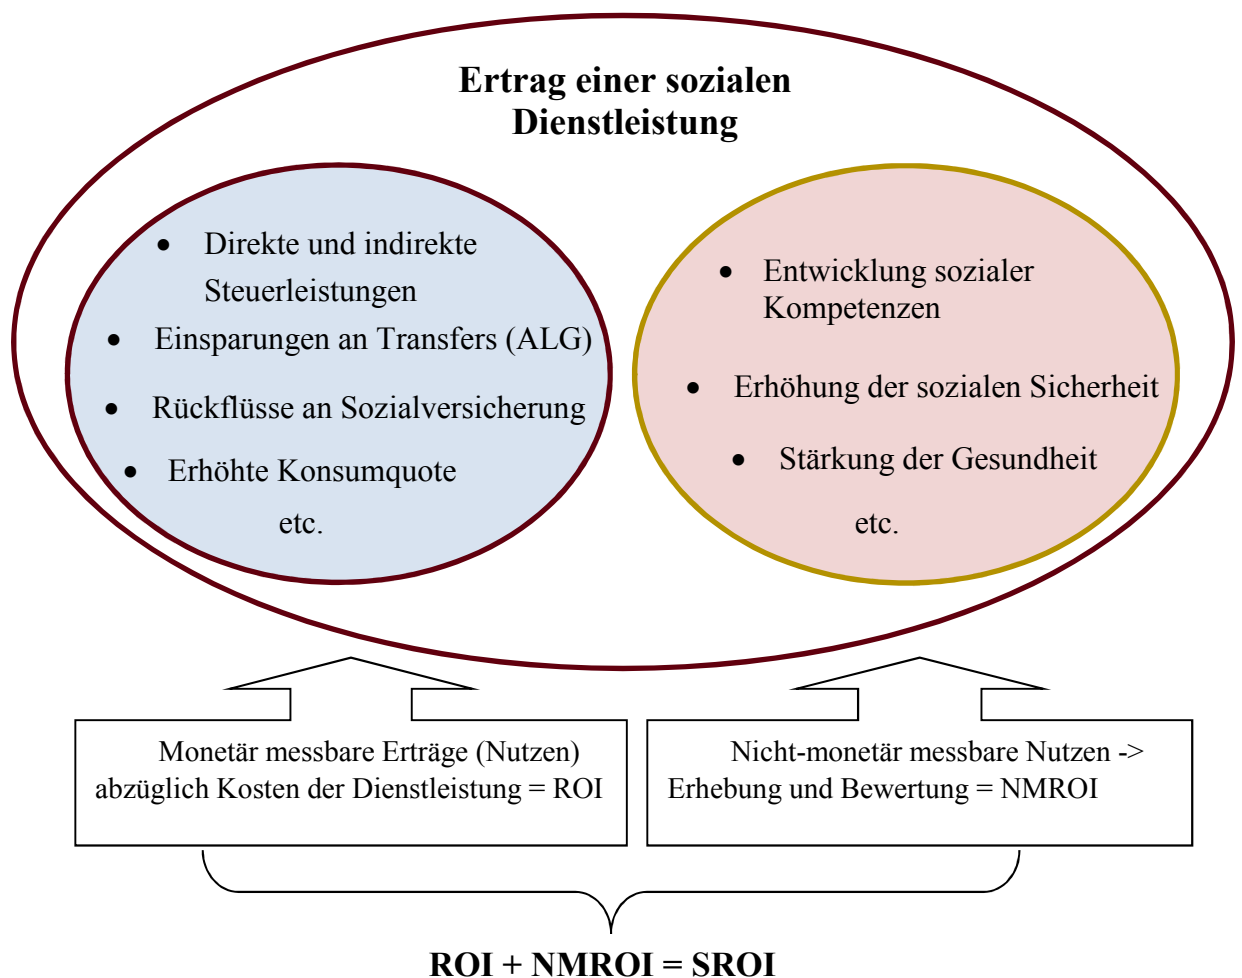 Ertrag einer sozialen
Dienstleistung
• Direkte und indirekte
Steuerleistungen
• Einsparungen an Transfers (ALG)
• Rückflüsse an Sozialversicherung
• Erhöhte Konsumquote
etc.
• Entwicklung sozialer
Kompetenzen
• Erhöhung der sozialen Sicherheit
• Stärkung der Gesundheit
etc.
Monetär messbare Erträge (Nutzen)
abzüglich Kosten der Dienstleistung = ROI
Nicht-monetär messbare Nutzen ->
Erhebung und Bewertung = NMROI
ROI + NMROI = SROI